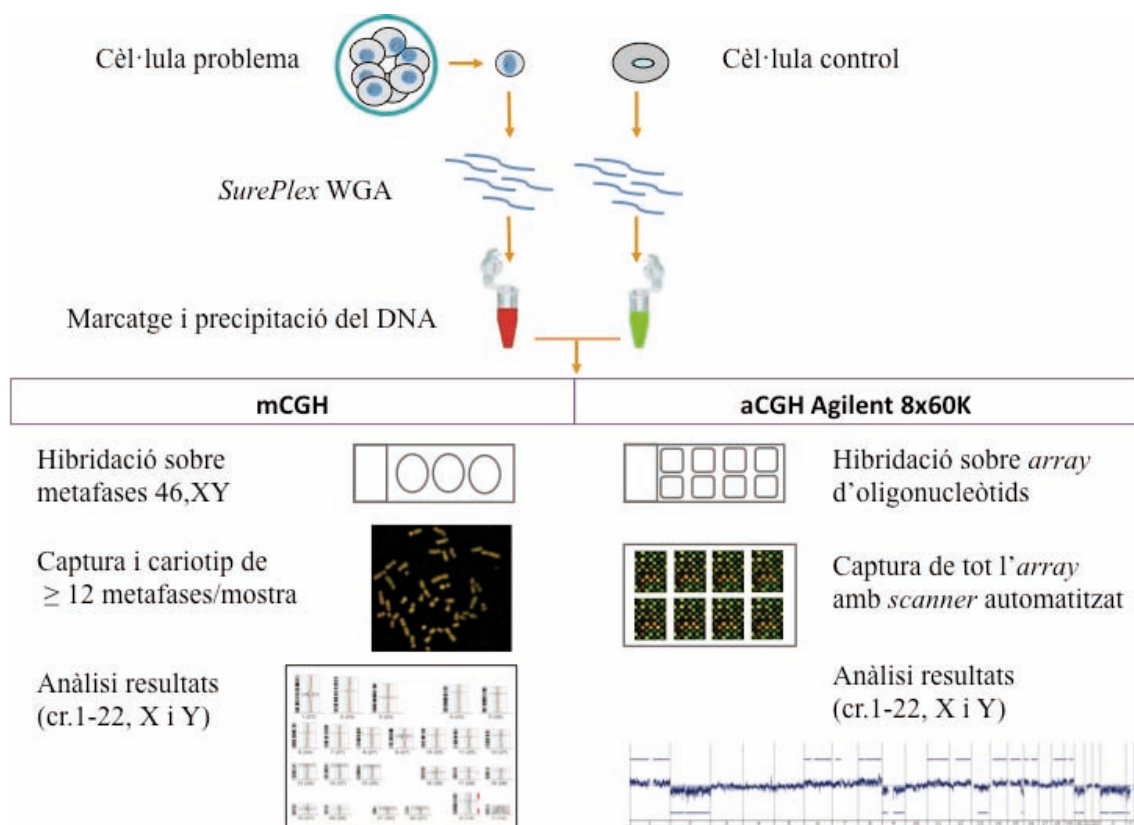 Cèl·lula problema
Cèl·lula control
SurePlex WGA
Marcatge i precipitació del DNA
mCGH
aCGH Agilent 8x60K
Hibridació sobre
metafases 46,XY
Hibridació sobre array
d’oligonucleòtids
Captura i cariotip de
≥ 12 metafases/mostra
Captura de tot l’array
amb scanner automatitzat
Anàlisi resultats
(cr.1-22, X i Y)
Anàlisi resultats
(cr.1-22, X i Y)